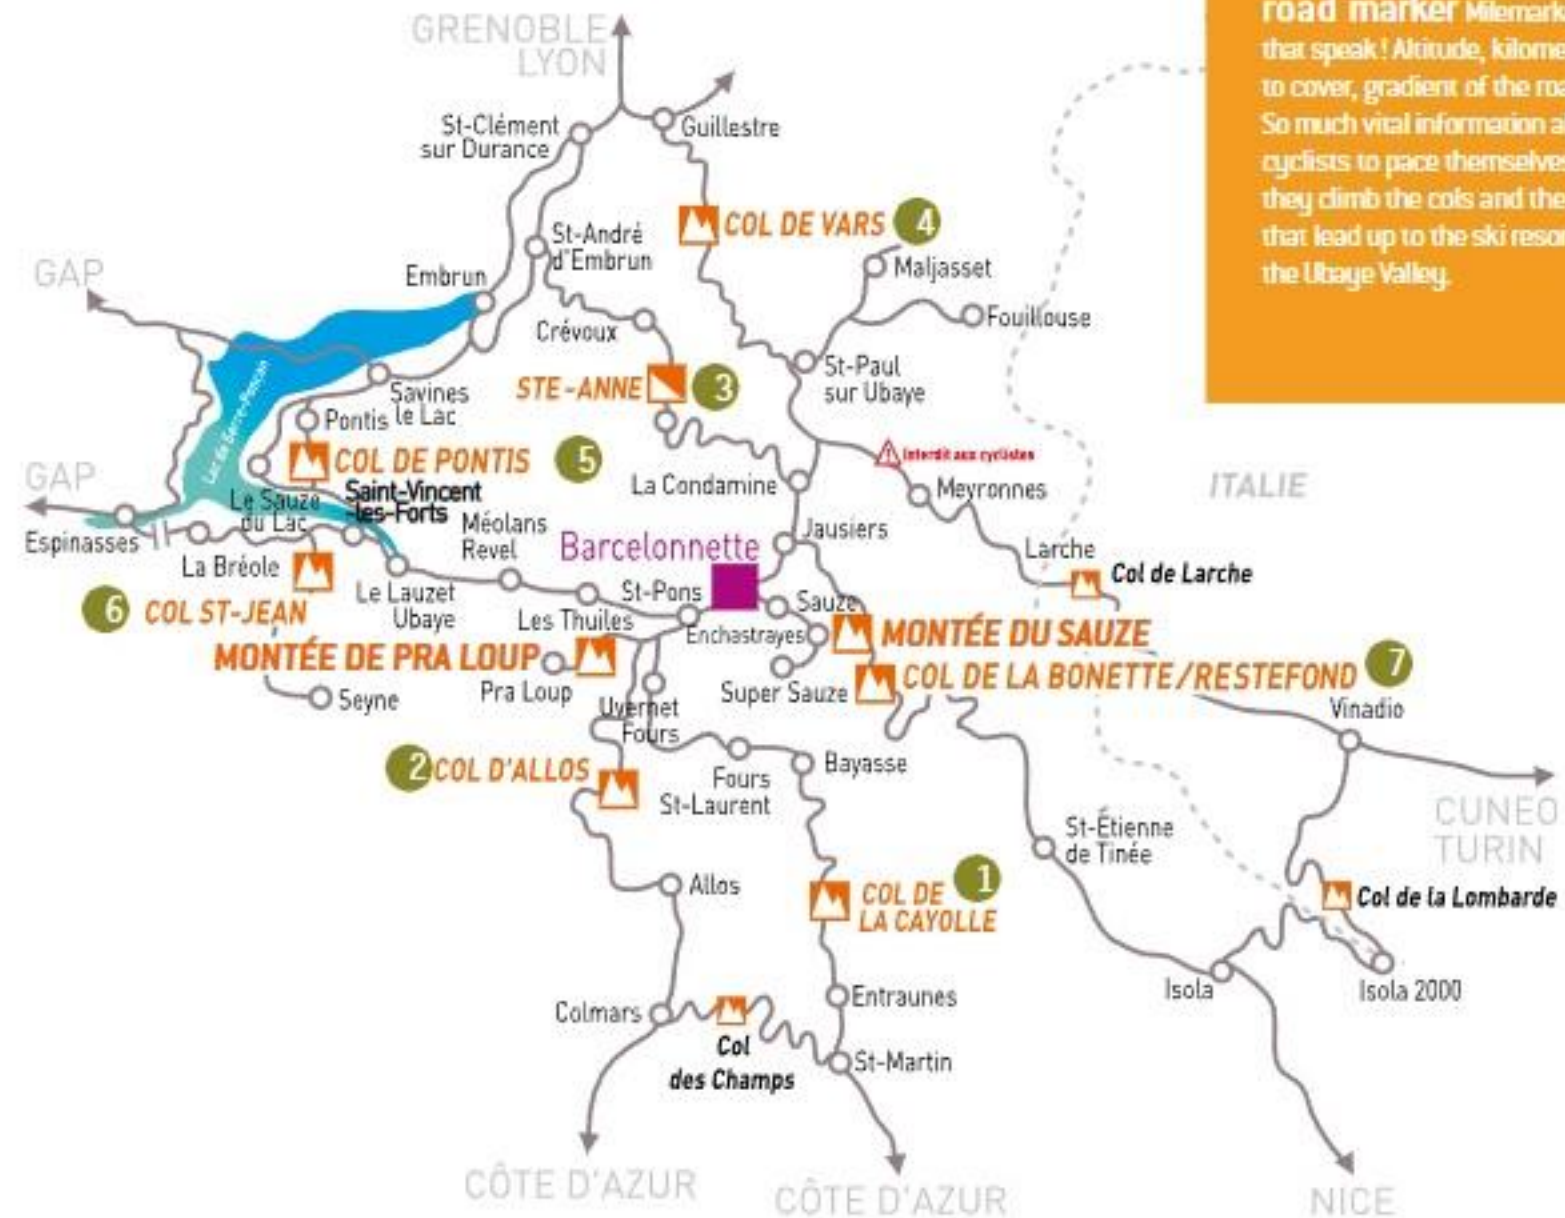 GRENOBLE
LYON
road marker Milemark
that speak! Altitude, kilome
to cover, gradient of the roa
So much vital information a
cyclists to pace themselves
they climb the cols and the
that lead up to the ski resor
the Ubaye Valley.
St-Clément
sur Durance
Guillestre
COL DE VARS 4
St-André
d'Embrun
Maljasset
GAP
Embrun
Crévoux
Fouillouse
STE-ANNE 3
St-Paul
sur Ubaye
Savines
le Lac
Lac de Serre-Ponçon
Pontis
COL DE PONTIS 5
Interdit aux cyclistes
GAP
Le Sauze
du Lac
Saint-Vincent
-les-Forts
La Condamine
Meyronnes
ITALIE
Espinasses
Méolans
Revel
Barcelonnette
Jausiers
Larche
La Bréole
Col de Larche
6 COL ST-JEAN
Le Lauzet
Ubaye
Les Thuiles
St-Pons
Sauze
Enchastrayes
MONTÉE DU SAUZE
MONTÉE DE PRA LOUP
Pra Loup
Super Sauze
COL DE LA BONETTE/RESTEFOND 7
Seyne
Uvernet
Fours
Vinadio
2 COL D'ALLOS
Fours
St-Laurent
Bayasse
CUNEO
TURIN
St-Étienne
de Tinée
Allos
COL DE
LA CAYOLLE
1
Col de la Lombarde
Isola
Isola 2000
Entraunes
Colmars
Col
des Champs
St-Martin
CÔTE D'AZUR
CÔTE D'AZUR
NICE